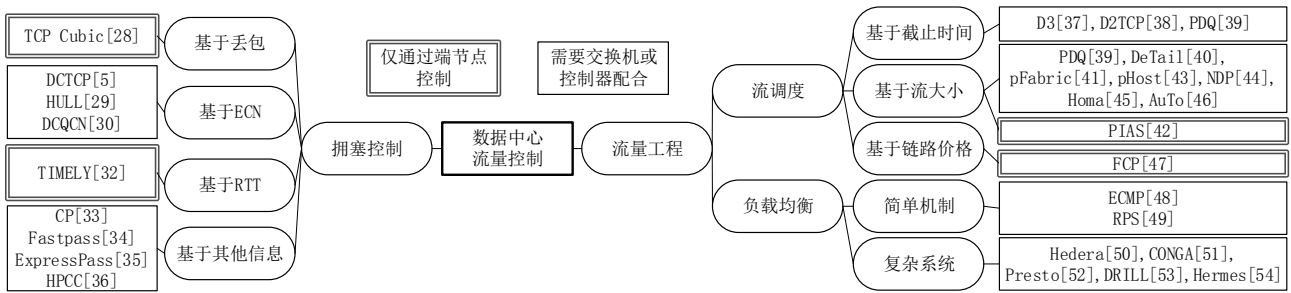 TCP Cubic[28]
基于丢包
DCTCP[5]
HULL[29]
DCQCN[30]
基于ECN
TIMELY[32]
基于RTT
CP[33]
Fastpass[34]
ExpressPass[35]
HPCC[36]
基于其他信息
仅通过端节点
控制
需要交换机或
控制器配合
拥塞控制
数据中心
流量控制
流量工程
流调度
基于截止时间
D3[37],D2TCP[38],PDQ[39]
基于流大小
PDQ[39],DeTail[40],
pFabric[41],pHost[43],NDP[44],
Homa[45],AuTo[46]
PIAS[42]
基于链路价格
FCP[47]
负载均衡
简单机制
ECMP[48]
RPS[49]
复杂系统
Hedera[50],CONGA[51],
Presto[52],DRILL[53],Hermes[54]